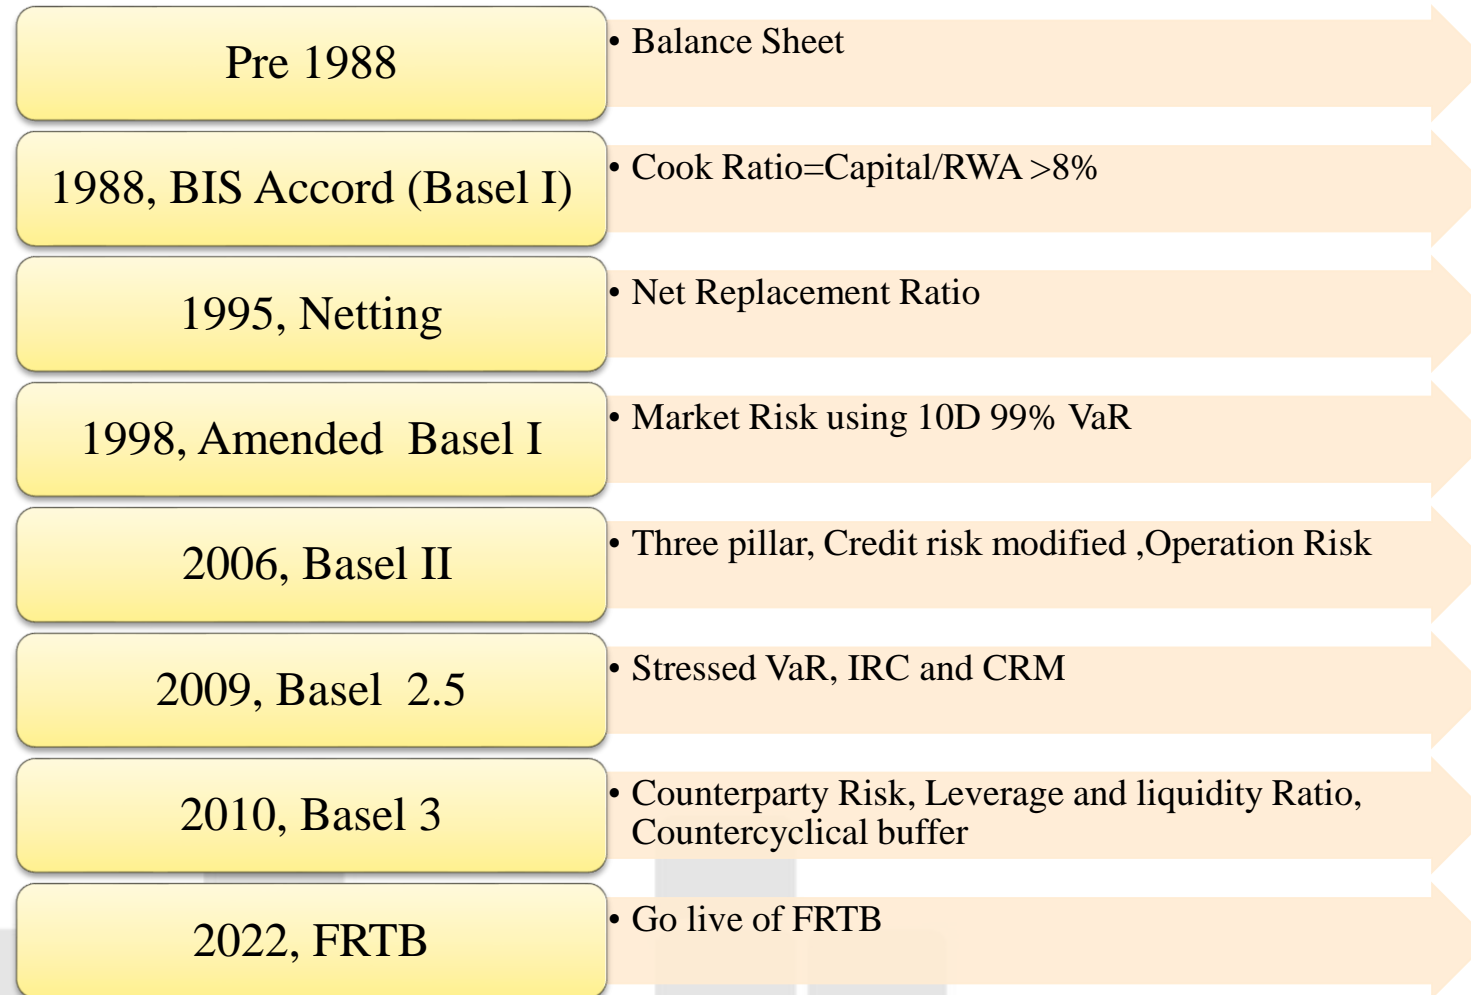 Pre 1988
• Balance Sheet
1988, BIS Accord (Basel I)
• Cook Ratio=Capital/RWA >8%
1995, Netting
• Net Replacement Ratio
1998, Amended Basel I
• Market Risk using 10D 99% VaR
2006, Basel II
• Three pillar, Credit risk modified ,Operation Risk
2009, Basel 2.5
• Stressed VaR, IRC and CRM
2010, Basel 3
• Counterparty Risk, Leverage and liquidity Ratio,
Countercyclical buffer
2022, FRTB
• Go live of FRTB